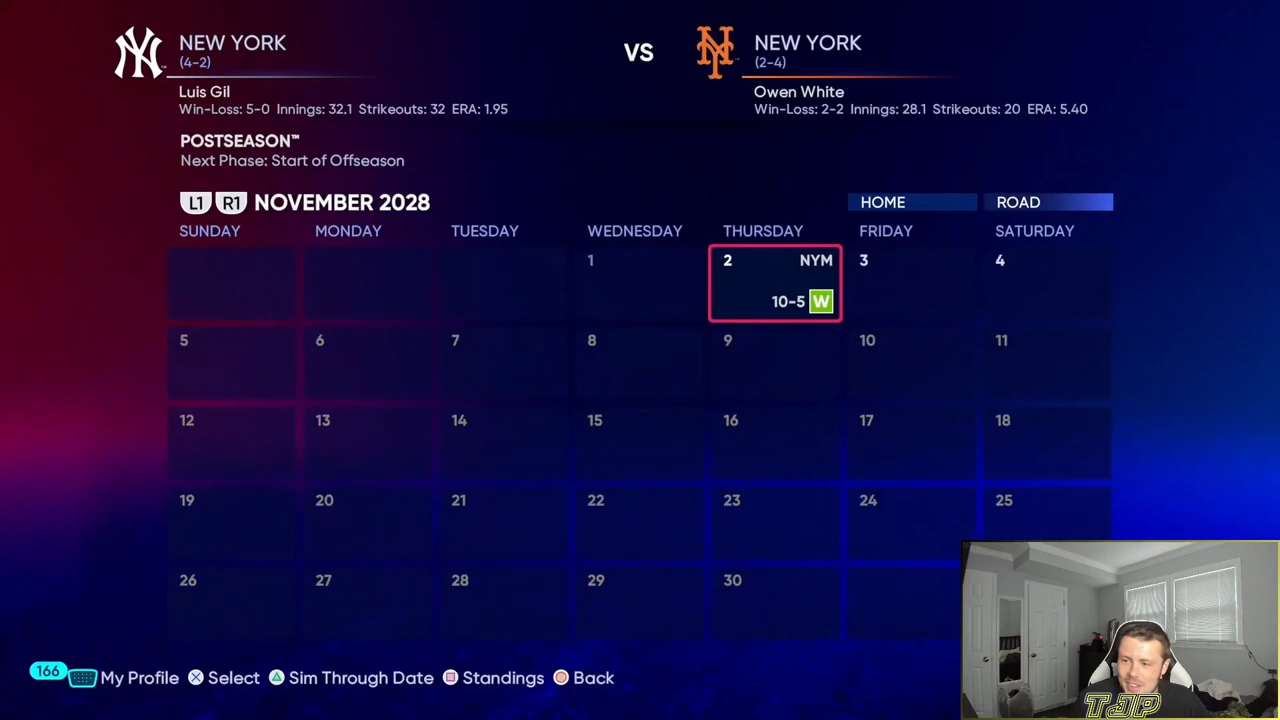 NEW YORK
(4-2)
Luis Gil
Win-Loss: 5-0 Innings: 32.1 Strikeouts: 32 ERA: 1.95
VS
NEW YORK
(2-4)
Owen White
Win-Loss: 2-2 Innings: 28.1 Strikeouts: 20 ERA: 5.40
POSTSEASON™
Next Phase: Start of Offseason
L1 R1 NOVEMBER 2028
HOME ROAD
SUNDAY MONDAY TUESDAY WEDNESDAY THURSDAY FRIDAY SATURDAY
1 2 NYM 3 4
10-5 W
5 6 7 8 9 10 11
12 13 14 15 16 17 18
19 20 21 22 23 24 25
26 27 28 29 30
166 My Profile Select Sim Through Date Standings Back
TJP